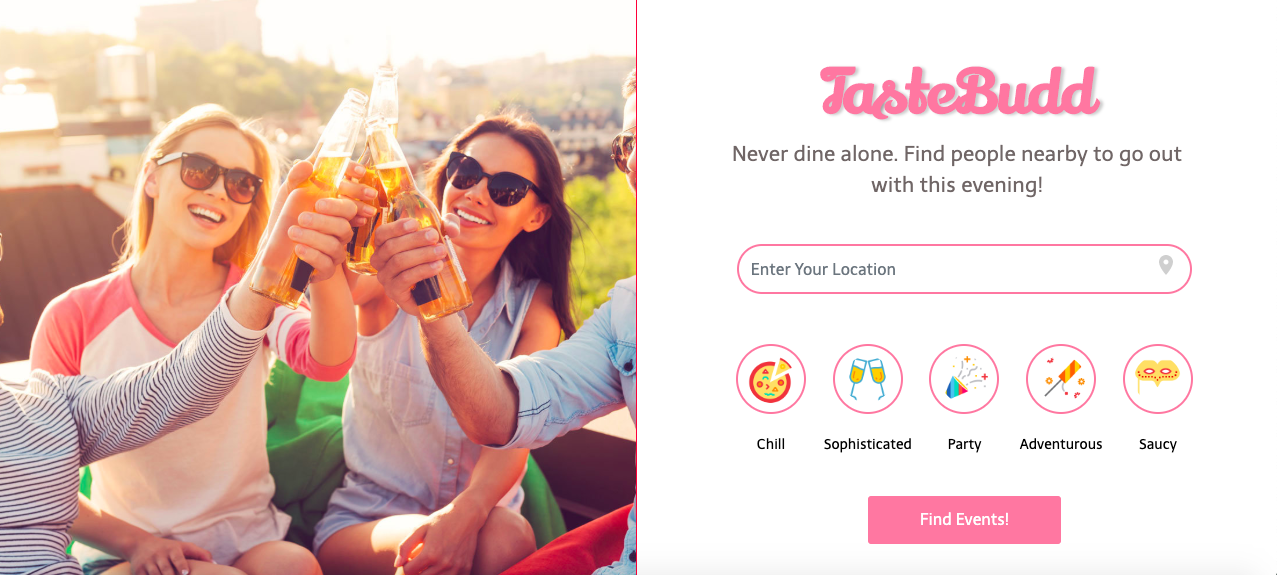 TasteBudd
Never dine alone. Find people nearby to go out
with this evening!
Enter Your Location
Chill
Sophisticated
Party
Adventurous
Saucy
Find Events!